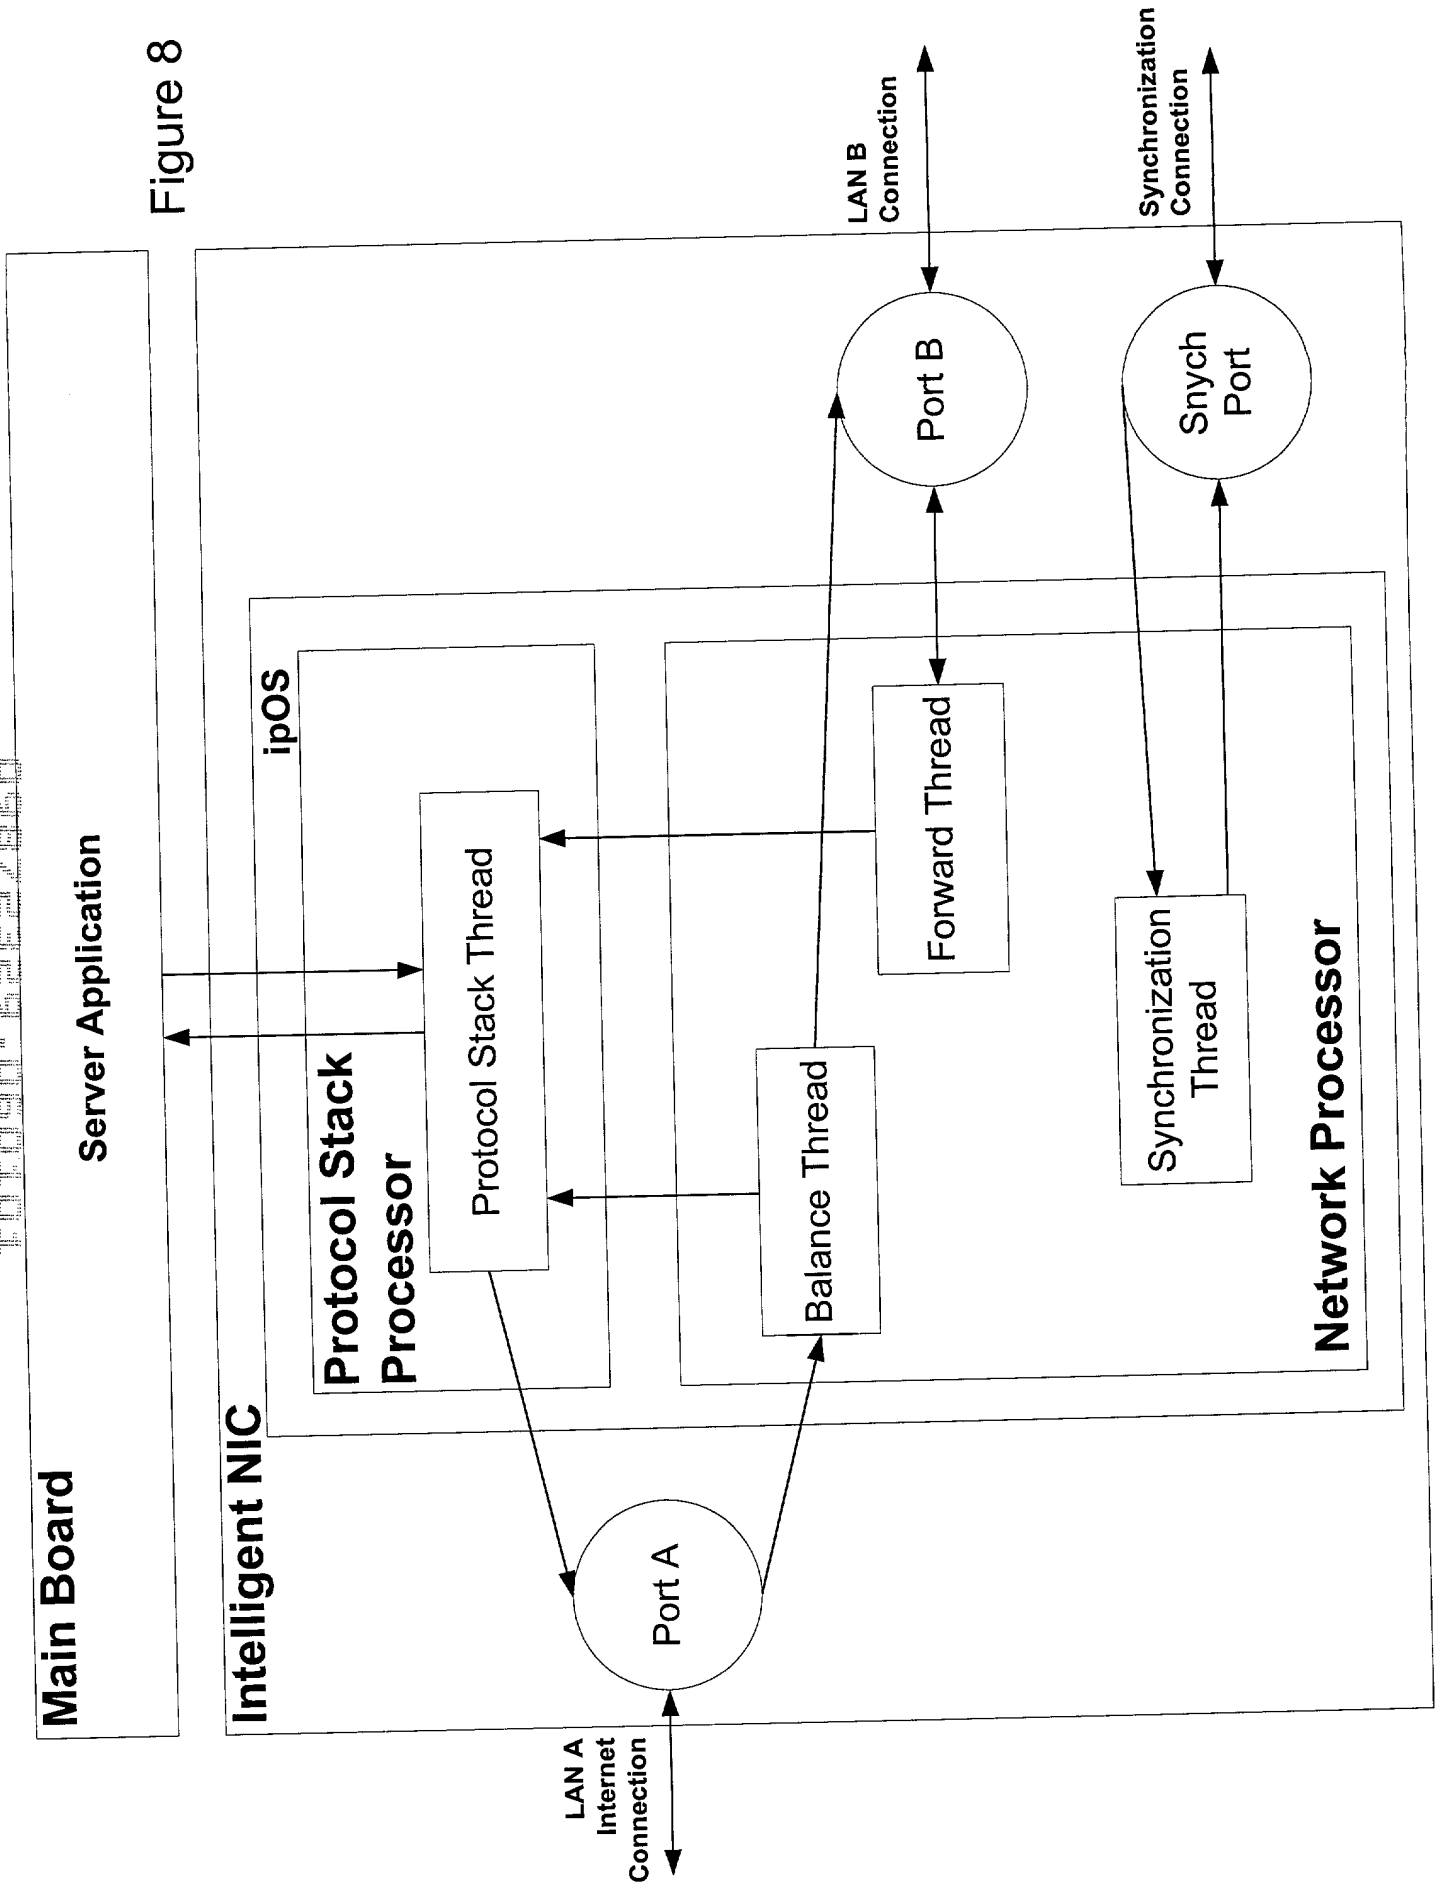 Figure 8
Main Board
Server Application
Intelligent NIC
ipOS
Protocol Stack
Processor
Protocol Stack Thread
LAN A
Internet
Connection
Port A
Balance Thread
Forward Thread
Port B
LAN B
Connection
Synchronization
Thread
Snych
Port
Synchronization
Connection
Network Processor